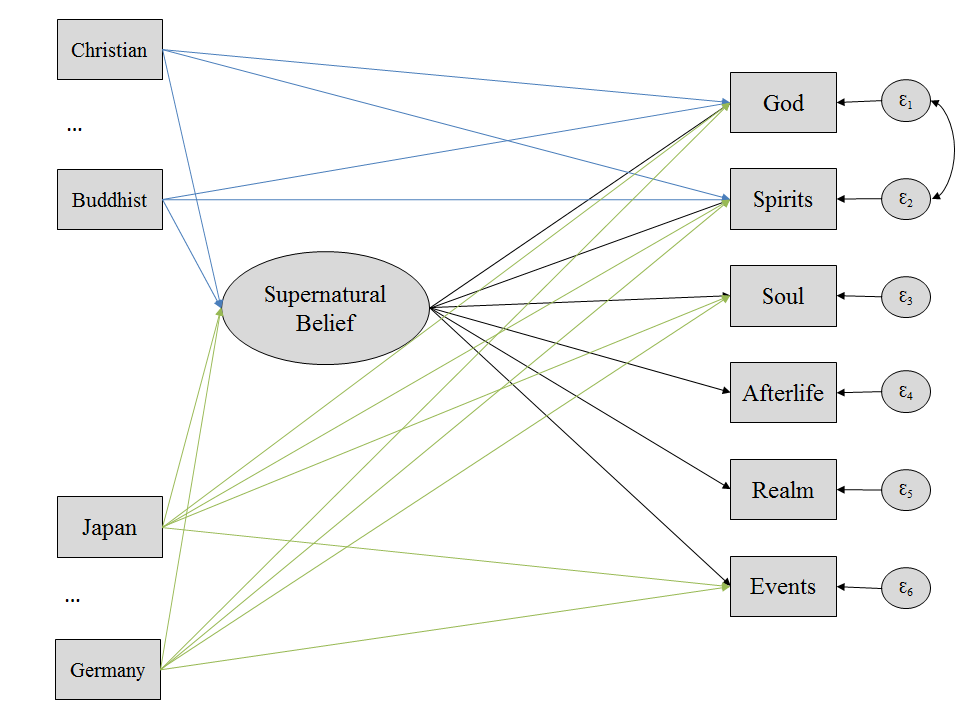 Christian
...
Buddhist
Supernatural
Belief
Japan
...
Germany
God
Spirits
Soul
Afterlife
Realm
Events
ε1
ε2
ε3
ε4
ε5
ε6